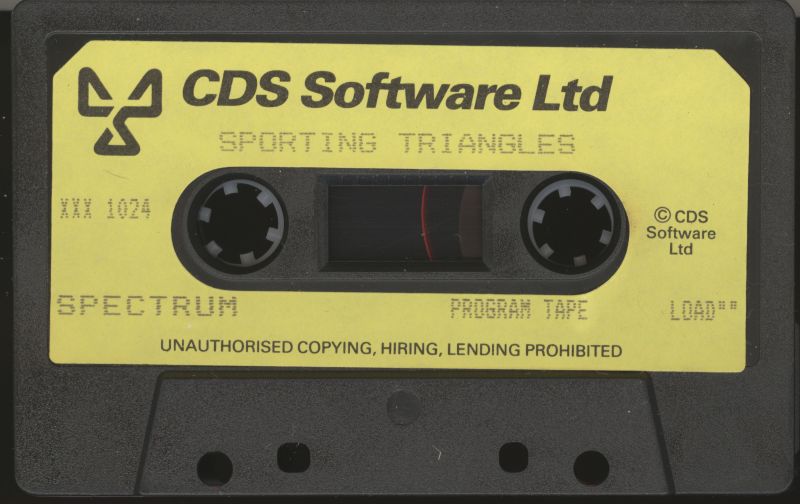 CDS Software Ltd
SPORTING TRIANGLES
XXX 1024
© CDS
Software
Ltd
SPECTRUM
PROGRAM TAPE
LOAD""
UNAUTHORISED COPYING, HIRING, LENDING PROHIBITED